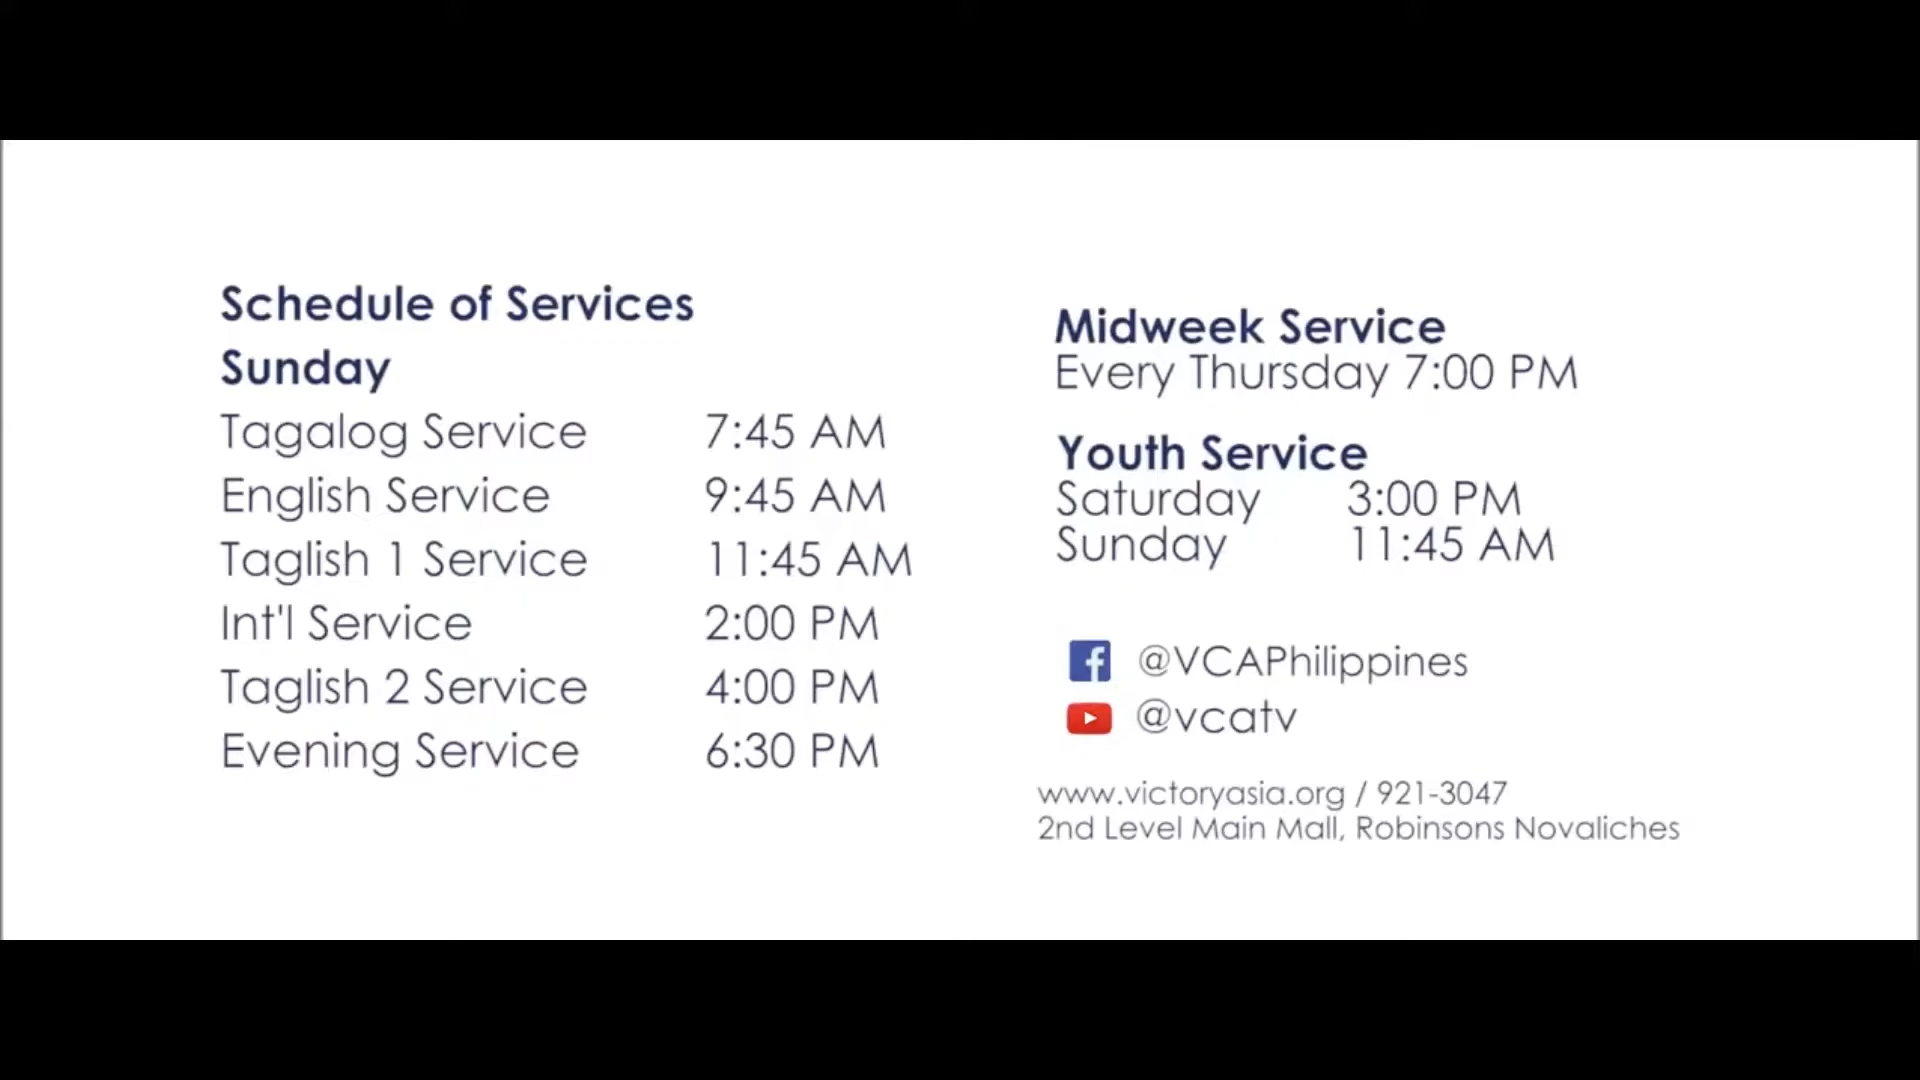 Schedule of Services
Sunday
Tagalog Service 7:45 AM
English Service 9:45 AM
Taglish 1 Service 11:45 AM
Int'l Service 2:00 PM
Taglish 2 Service 4:00 PM
Evening Service 6:30 PM
Midweek Service
Every Thursday 7:00 PM
Youth Service
Saturday 3:00 PM
Sunday 11:45 AM
@VCAPhilippines
@vcatv
www.victoryasia.org / 921-3047
2nd Level Main Mall, Robinsons Novaliches